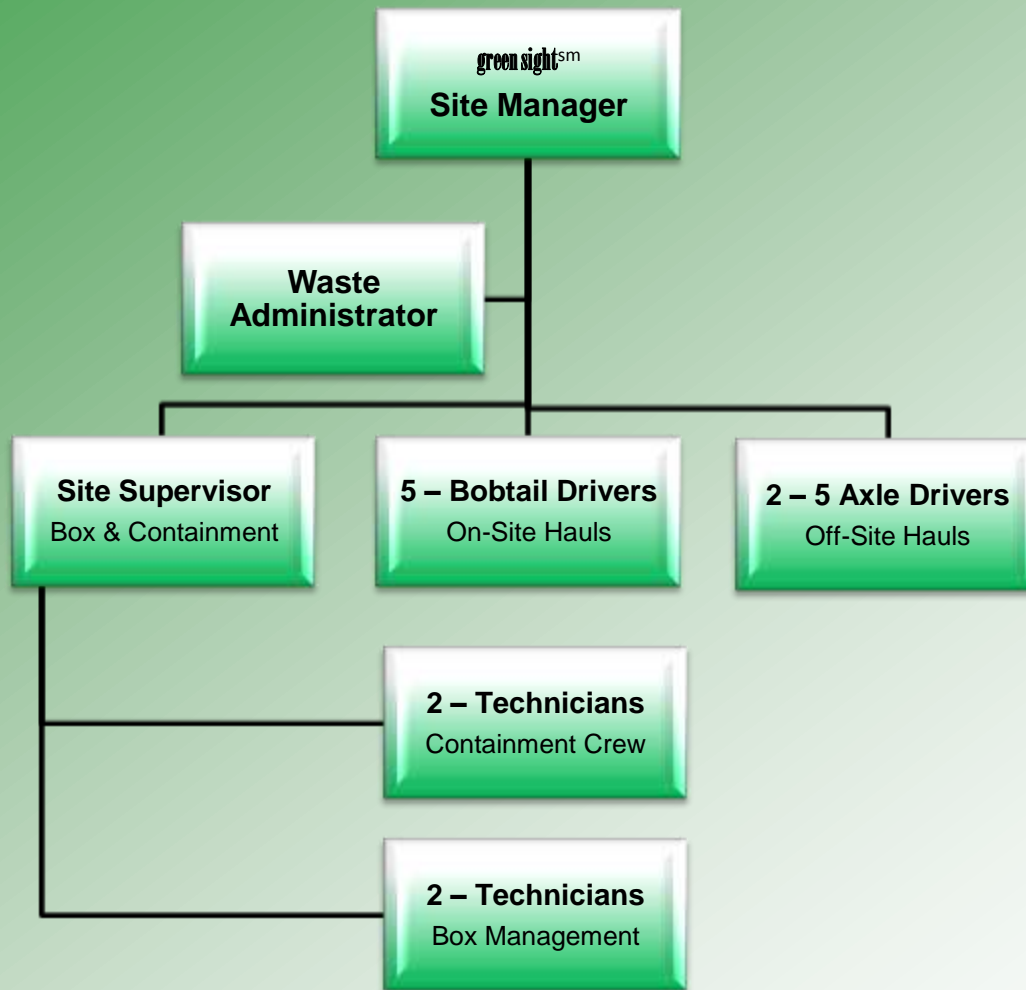 green sight sm
Site Manager
Waste
Administrator
Site Supervisor
Box & Containment
5 – Bobtail Drivers
On-Site Hauls
2 – 5 Axle Drivers
Off-Site Hauls
2 – Technicians
Containment Crew
2 – Technicians
Box Management